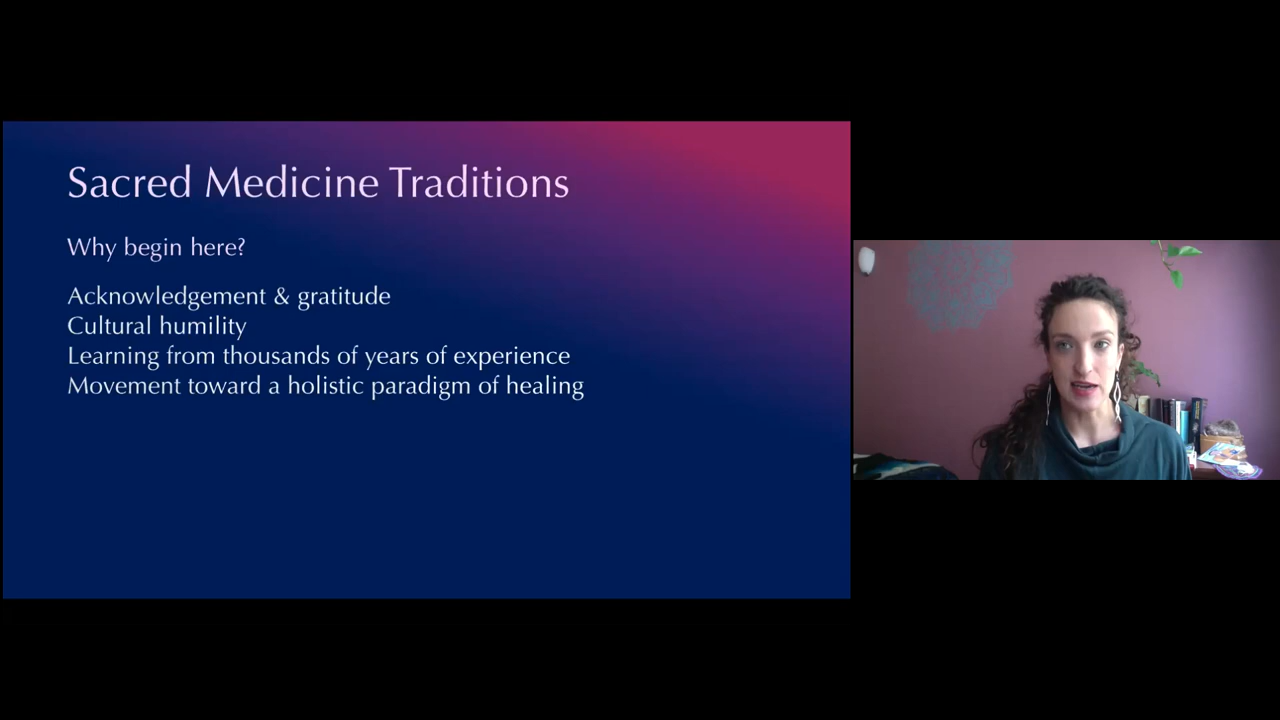 Sacred Medicine Traditions
Why begin here?
Acknowledgement & gratitude
Cultural humility
Learning from thousands of years of experience
Movement toward a holistic paradigm of healing